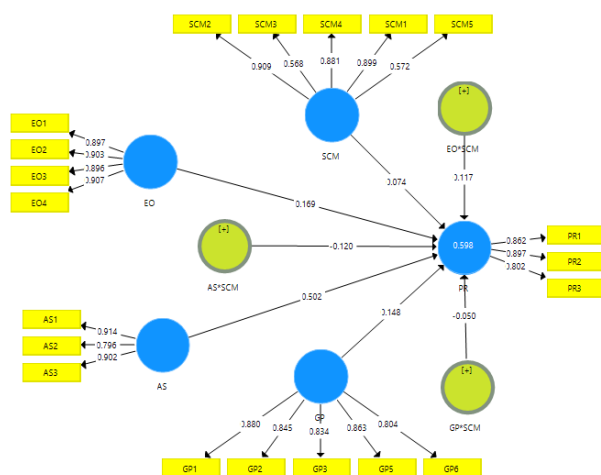 SCM2 SCM3 SCM4 SCM1 SCM5
0.909 0.568 0.881 0.899 0.572
[+]
SCM
EO*SCM
EO1
EO2
EO3
EO4
0.897
0.903
0.896
0.907
EO
0.074
0.117
0.169
[+]
AS*SCM
-0.120
0.598
PR
0.862
0.897
0.802
PR1
PR2
PR3
0.502
0.148
-0.050
AS1
AS2
AS3
0.914
0.796
0.902
AS
GP
[+]
GP*SCM
0.880 0.845 0.834 0.863 0.804
GP1 GP2 GP3 GP5 GP6